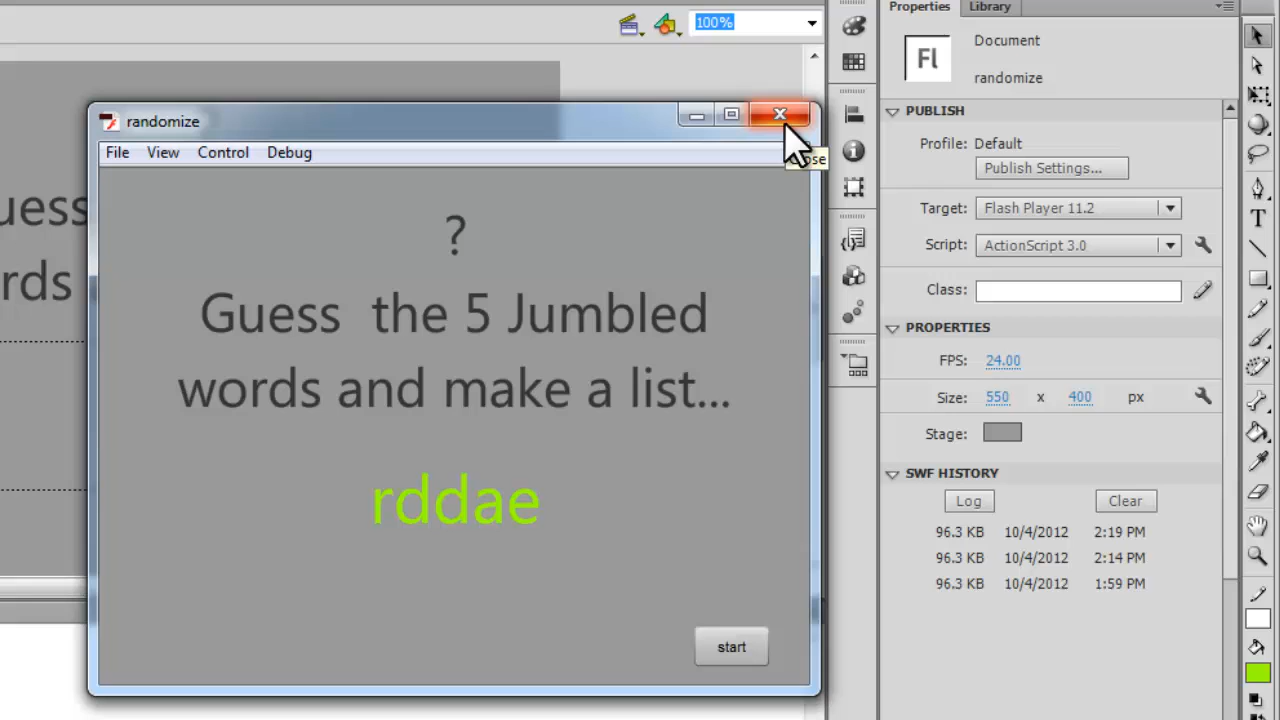 100%
uess
rds
randomize
File View Control Debug
?
Guess the 5 Jumbled
words and make a list...
rddae
start
Properties Library
Fl
Document
randomize
PUBLISH
Profile: Default
Publish Settings...
Target: Flash Player 11.2
Script: ActionScript 3.0
Class:
PROPERTIES
FPS: 24.00
Size: 550 x 400 px
Stage:
SWF HISTORY
Log Clear
96.3 KB 10/4/2012 2:19 PM
96.3 KB 10/4/2012 2:14 PM
96.3 KB 10/4/2012 1:59 PM